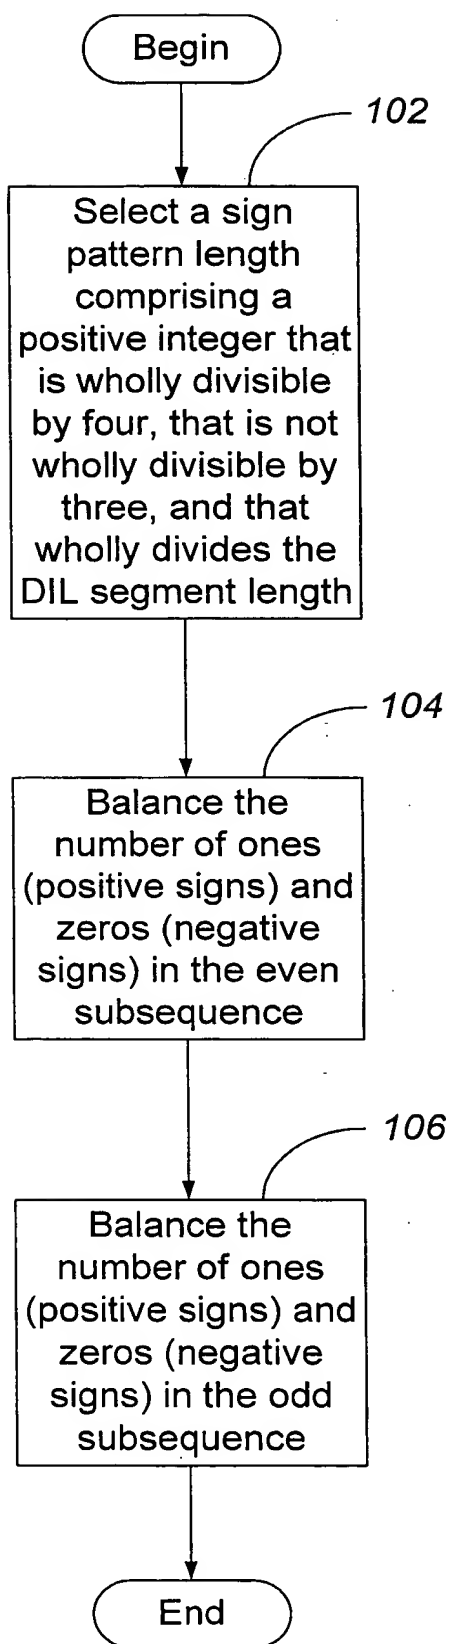 Begin
102
Select a sign
pattern length
comprising a
positive integer that
is wholly divisible
by four, that is not
wholly divisible by
three, and that
wholly divides the
DIL segment length
104
Balance the
number of ones
(positive signs) and
zeros (negative
signs) in the even
subsequence
106
Balance the
number of ones
(positive signs) and
zeros (negative
signs) in the odd
subsequence
End